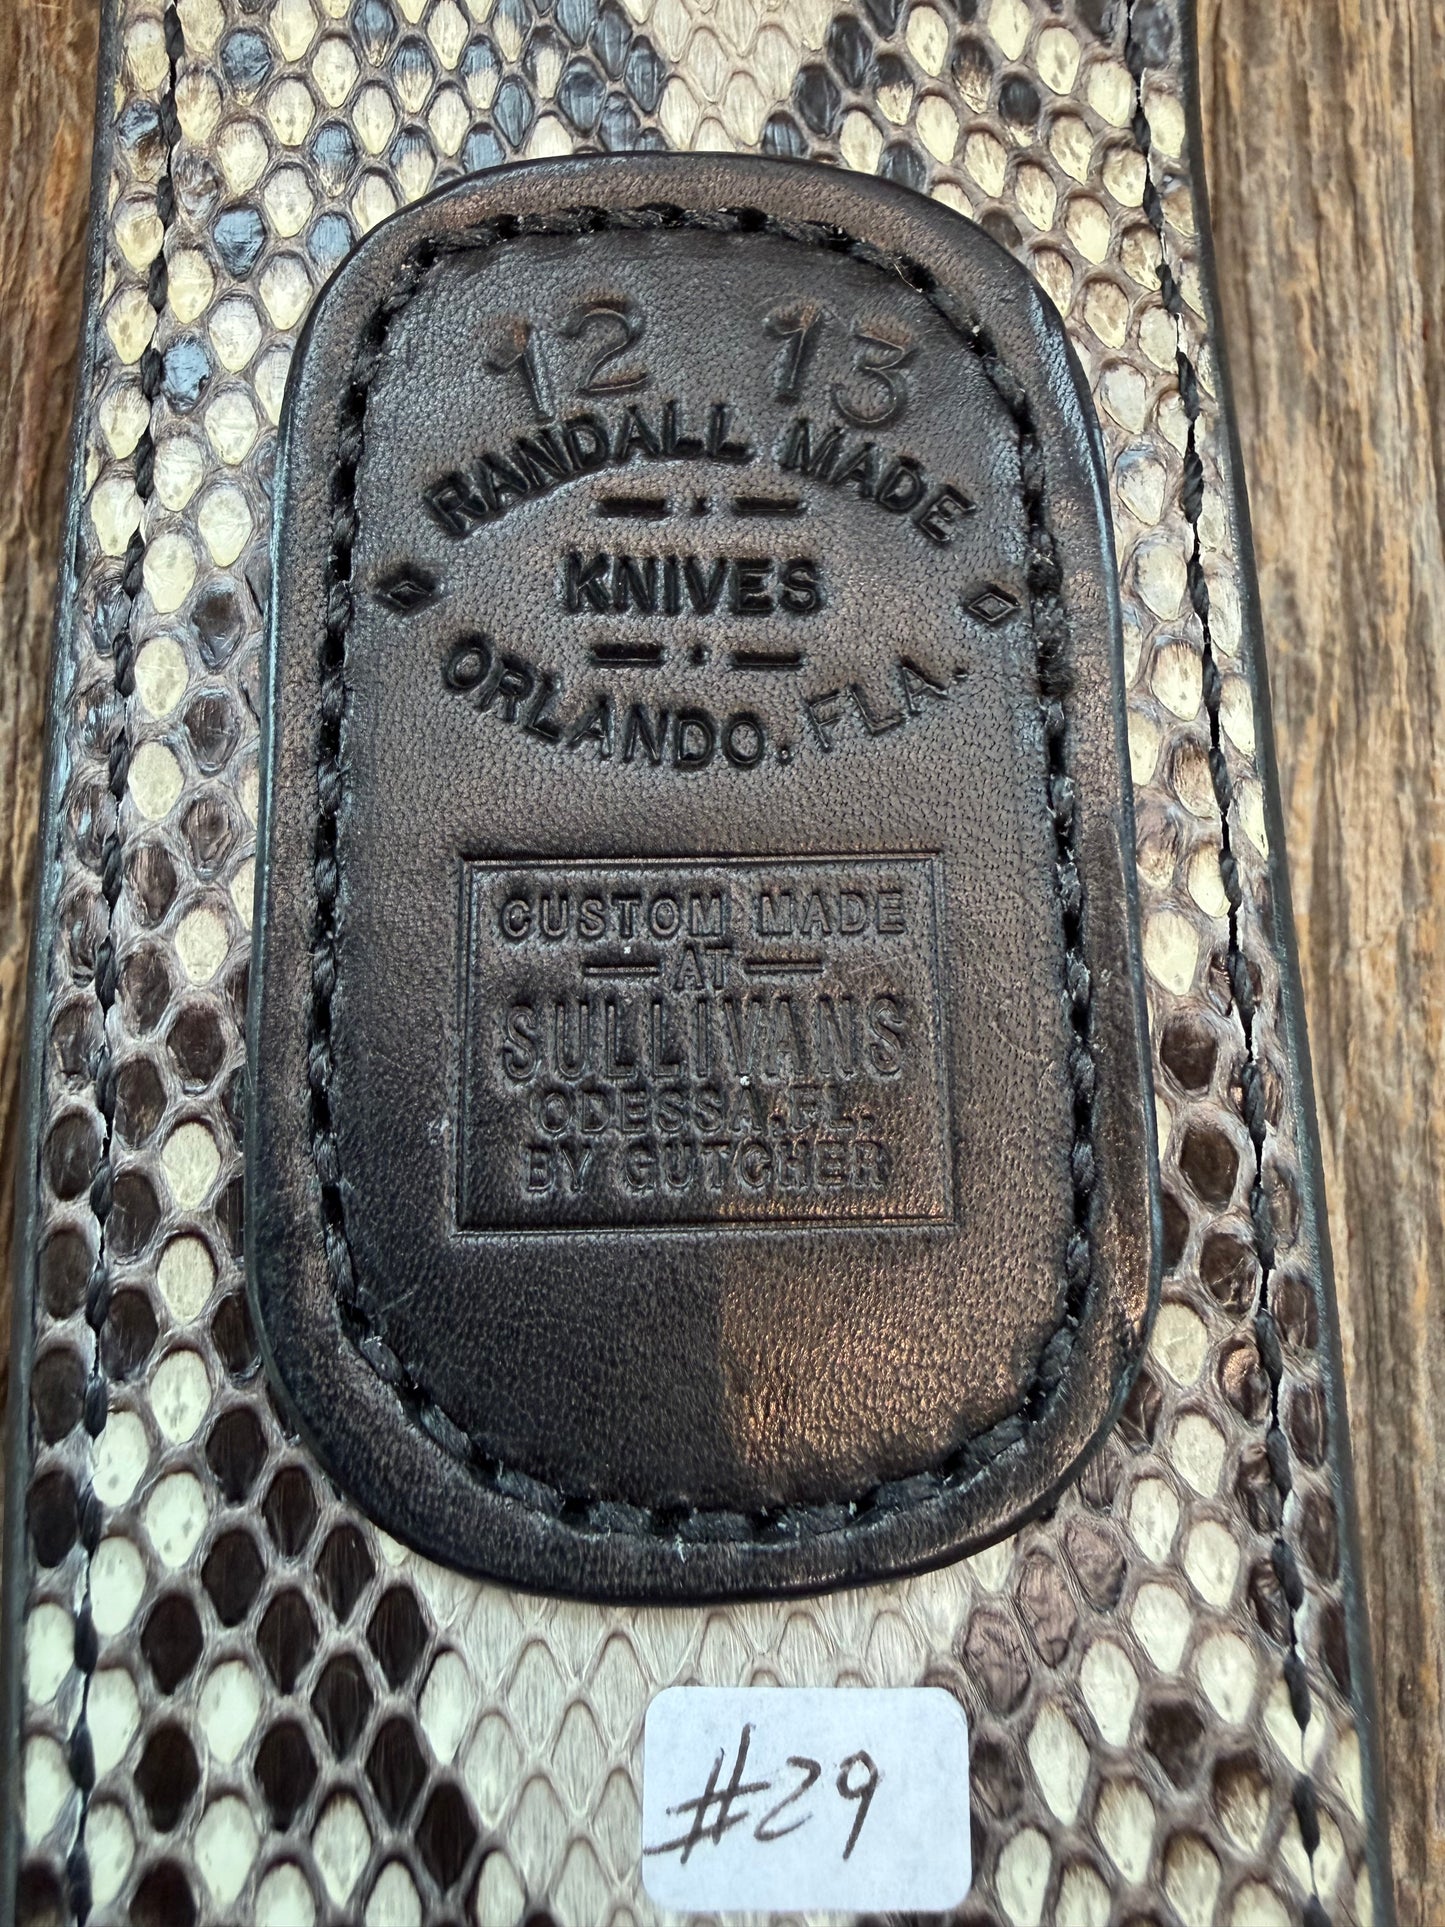 12 13
RANDALL MADE
KNIVES
ORLANDO. FLA.
CUSTOM MADE
AT
SULLIVANS
ODESSA.FL.
BY GUTCHER
#29